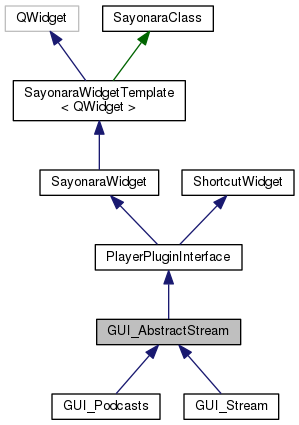 QWidget
SayonaraClass
SayonaraWidgetTemplate
< QWidget >
SayonaraWidget
ShortcutWidget
PlayerPluginInterface
GUI_AbstractStream
GUI_Podcasts
GUI_Stream